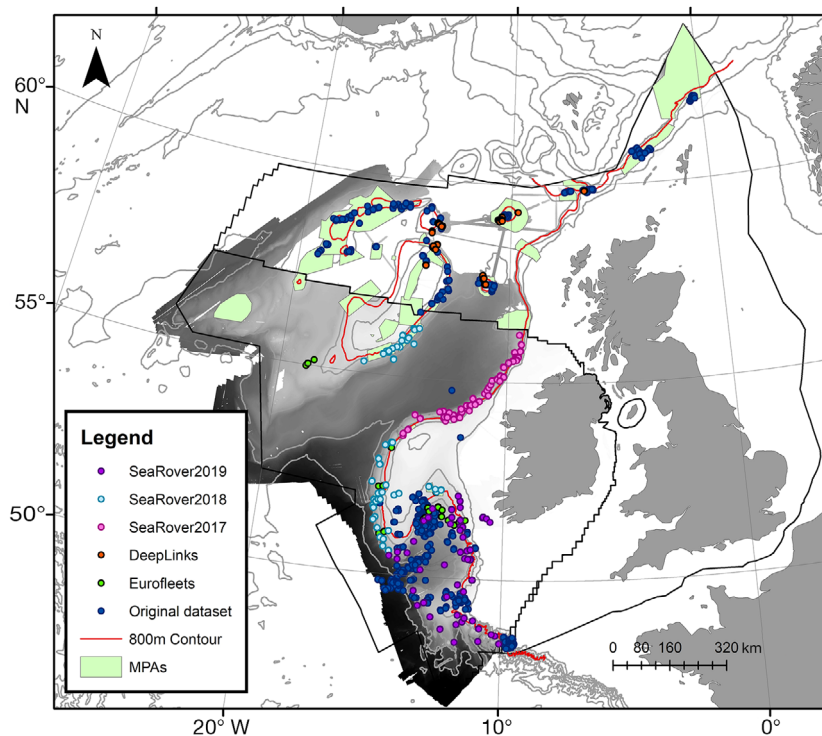 N
60°
N
55°
50°
Legend
SeaRover2019
SeaRover2018
SeaRover2017
DeepLinks
Eurofleets
Original dataset
800m Contour
MPAs
0 80 160 320 km
20° W 10° 0°